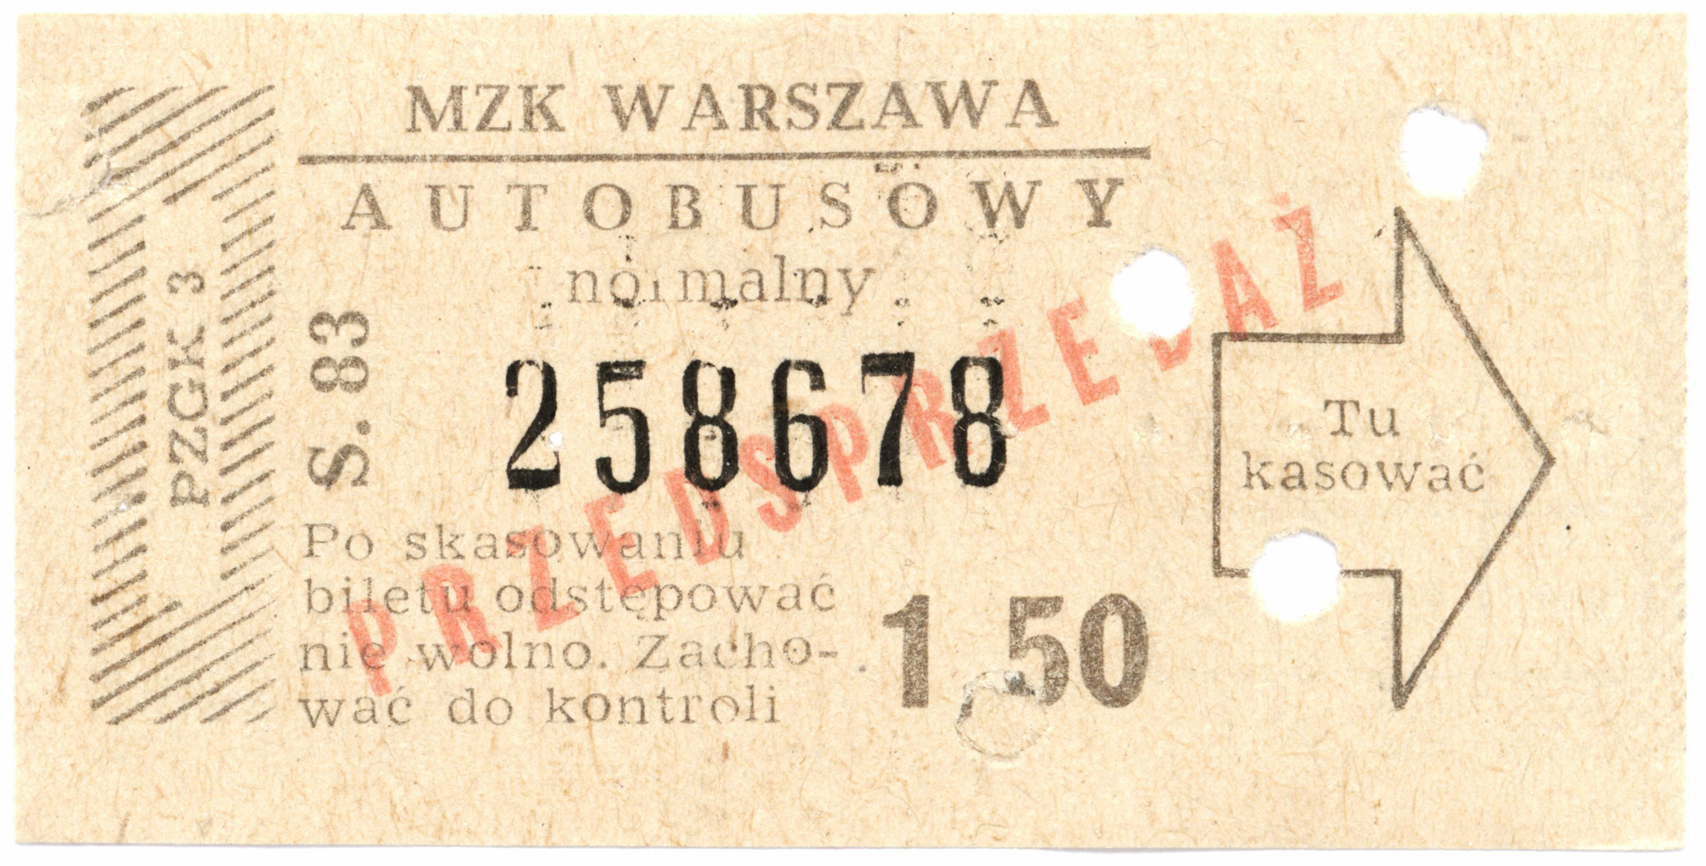 MZK WARSZAWA
AUTOBUSOWY
normalny
PZGK 3
S. 83
258678
PRZEDSPRZEDAŻ
Po skasowaniu
biletu odstępować
nie wolno. Zacho-
wać do kontroli
1 50
Tu
kasować